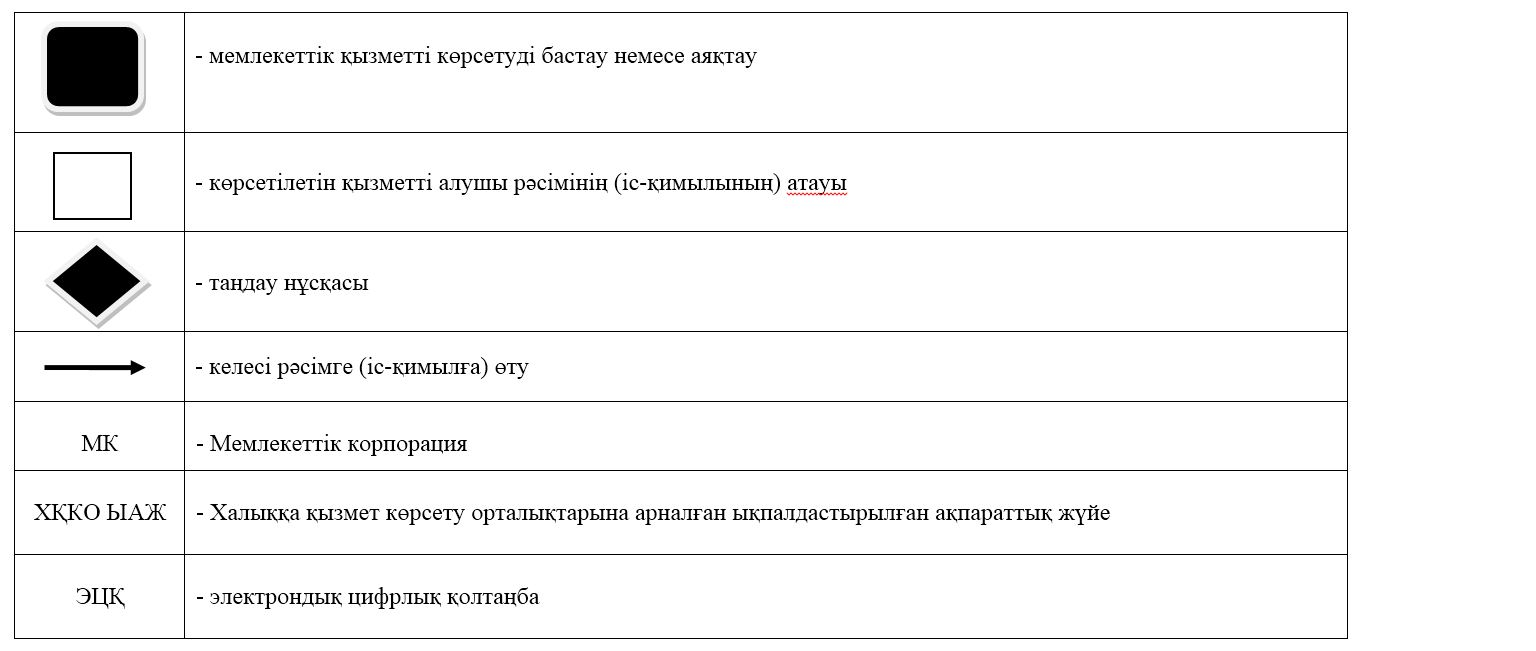 - мемлекеттік қызметті көрсетуді бастау немесе аяқтау
- көрсетілетін қызметті алушы рәсімінің (іс-қимылының) атауы
- таңдау нұсқасы
- келесі рәсімге (іс-қимылға) өту
МК - Мемлекеттік корпорация
ХҚКО ЫАЖ - Халыққа қызмет көрсету орталықтарына арналған ықпалдастырылған ақпараттық жүйе
ЭЦҚ - электрондық цифрлық қолтаңба